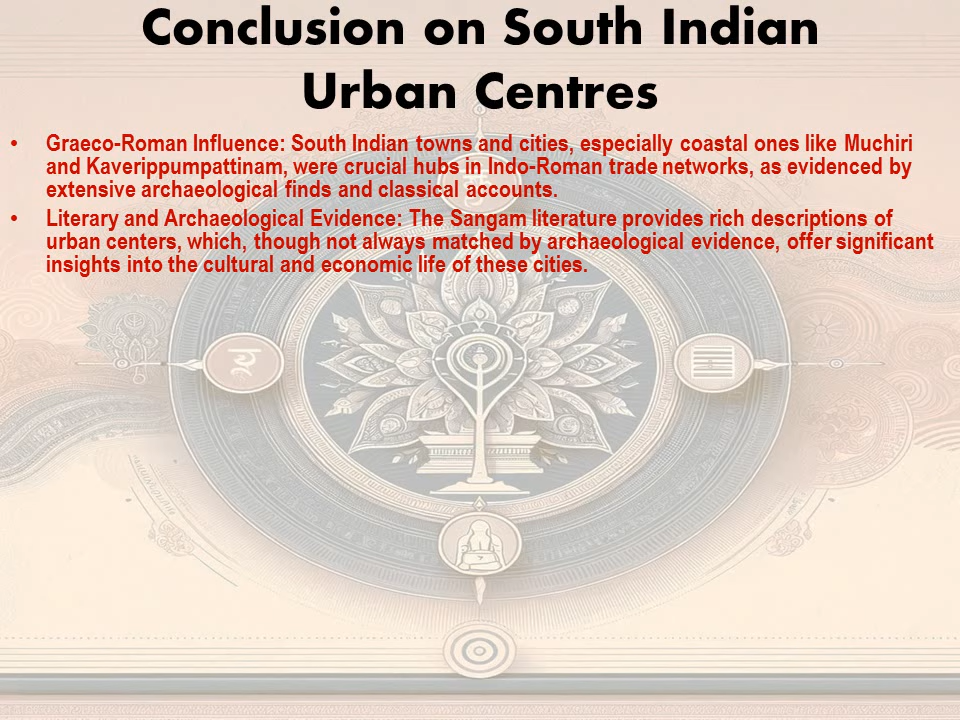 Conclusion on South Indian
Urban Centres
• Graeco-Roman Influence: South Indian towns and cities, especially coastal ones like Muchiri
and Kaverippumpattinam, were crucial hubs in Indo-Roman trade networks, as evidenced by
extensive archaeological finds and classical accounts.
• Literary and Archaeological Evidence: The Sangam literature provides rich descriptions of
urban centers, which, though not always matched by archaeological evidence, offer significant
insights into the cultural and economic life of these cities.